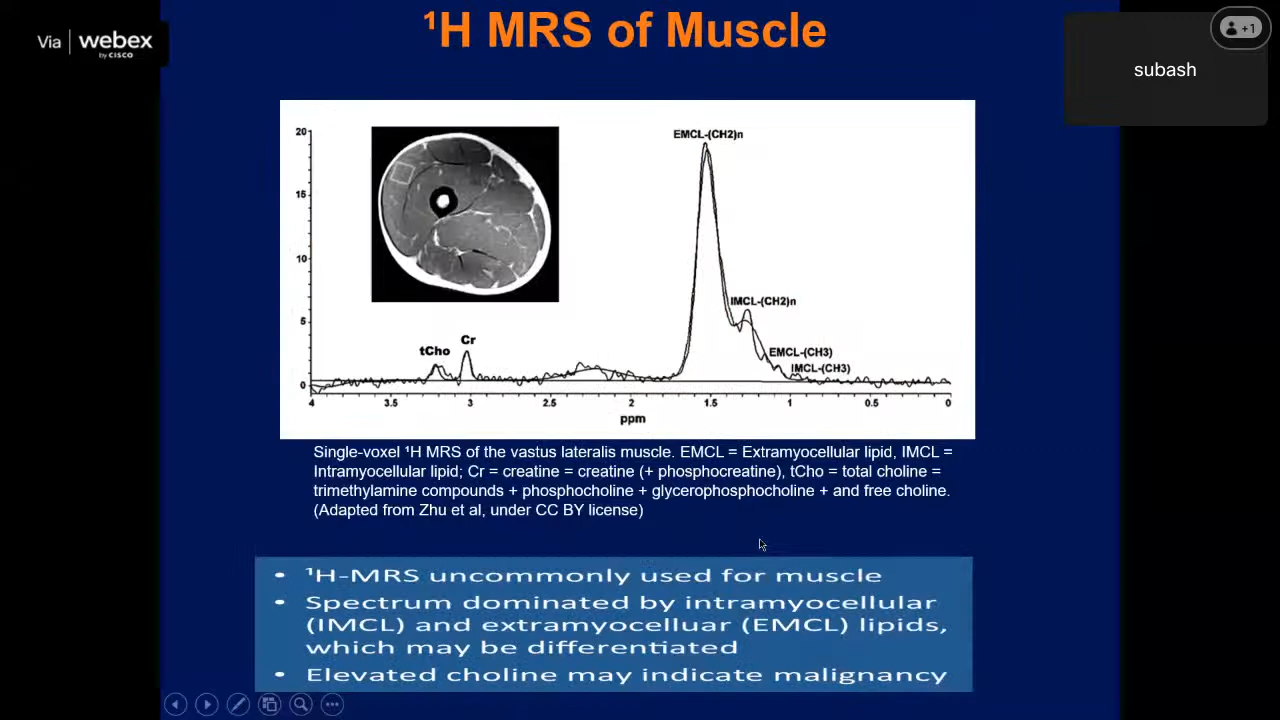 ¹H MRS of Muscle
Via | webex
by CISCO
+1
subash
EMCL-(CH2)n
20
15
10
5
0
IMCL-(CH2)n
EMCL-(CH3)
IMCL-(CH3)
tCho
Cr
4 3.5 3 2.5 2 1.5 1 0.5 0
ppm
Single-voxel ¹H MRS of the vastus lateralis muscle. EMCL = Extramyocellular lipid, IMCL =
Intramyocellular lipid; Cr = creatine = creatine (+ phosphocreatine), tCho = total choline =
trimethylamine compounds + phosphocholine + glycerophosphocholine + and free choline.
(Adapted from Zhu et al, under CC BY license)
• ¹H-MRS uncommonly used for muscle
• Spectrum dominated by intramyocellular
(IMCL) and extramyocelluar (EMCL) lipids,
which may be differentiated
• Elevated choline may indicate malignancy